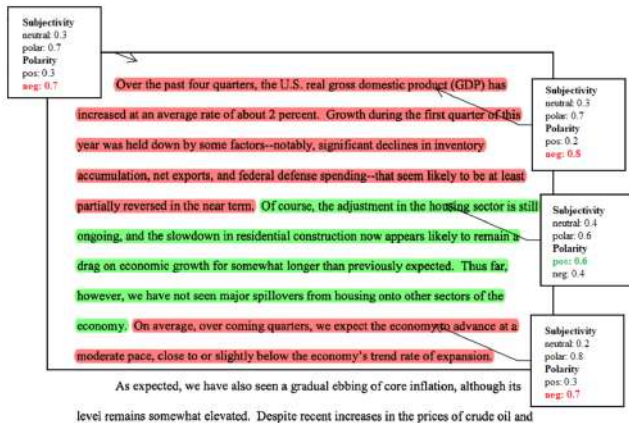 Subjectivity
neutral: 0.3
polar: 0.7
Polarity
pos: 0.3
neg: 0.7
Over the past four quarters, the U.S. real gross domestic product (GDP) has
increased at an average rate of about 2 percent. Growth during the first quarter of this
year was held down by some factors--notably, significant declines in inventory
accumulation, net exports, and federal defense spending--that seem likely to be at least
partially reversed in the near term. Of course, the adjustment in the housing sector is still
ongoing, and the slowdown in residential construction now appears likely to remain a
drag on economic growth for somewhat longer than previously expected. Thus far,
however, we have not seen major spillovers from housing onto other sectors of the
economy. On average, over coming quarters, we expect the economy to advance at a
moderate pace, close to or slightly below the economy's trend rate of expansion.
As expected, we have also seen a gradual ebbing of core inflation, although its
level remains somewhat elevated. Despite recent increases in the prices of crude oil and
Subjectivity
neutral: 0.3
polar: 0.7
Polarity
pos: 0.2
neg: 0.8
Subjectivity
neutral: 0.4
polar: 0.6
Polarity
pos: 0.6
neg: 0.4
Subjectivity
neutral: 0.2
polar: 0.8
Polarity
pos: 0.3
neg: 0.7